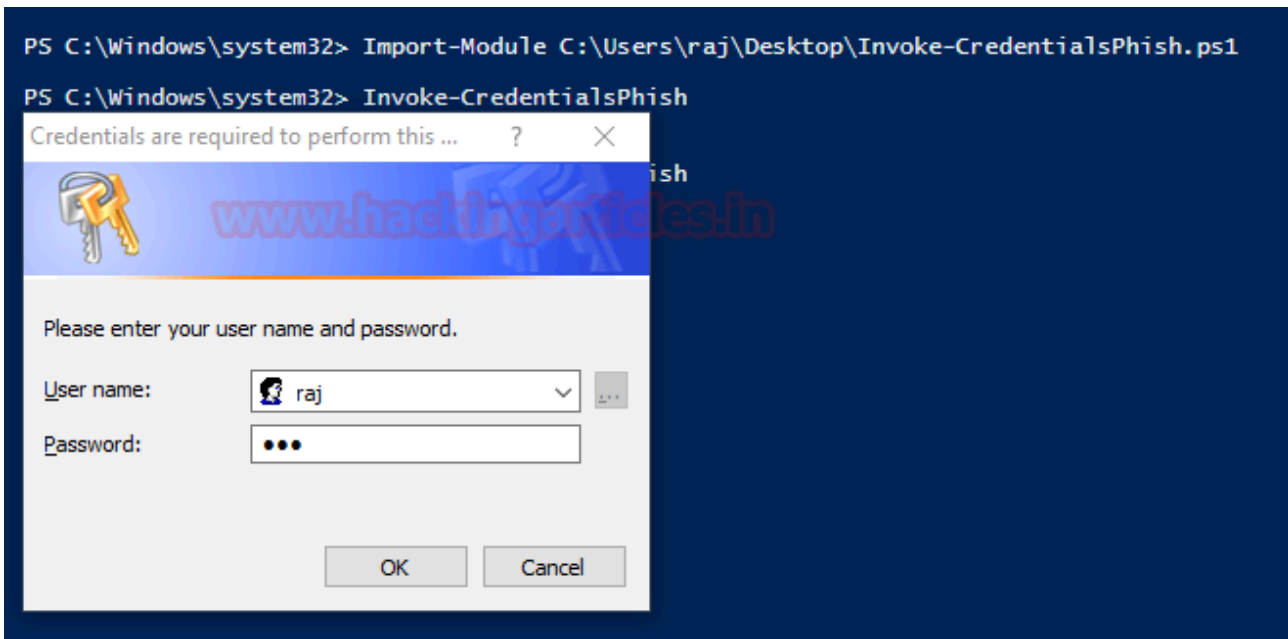 PS C:\Windows\system32> Import-Module C:\Users\raj\Desktop\Invoke-CredentialsPhish.ps1
PS C:\Windows\system32> Invoke-CredentialsPhish
Credentials are required to perform this ... ? ×
ish
www.hackingarticles.in
Please enter your user name and password.
User name: raj ...
Password: •••
OK Cancel